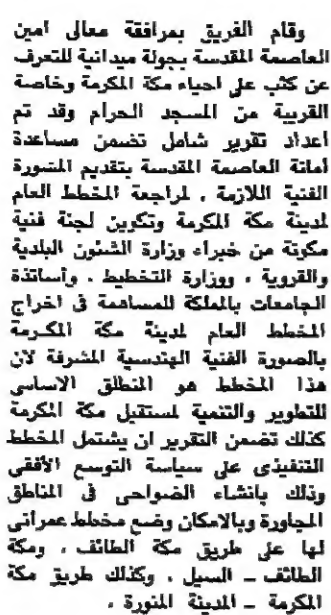 وقام الفريق بمرافقة معالى امين
العاصمة المقدسة بجولة ميدانية للتعرف
عن كثب على احياء مكة المكرمة وخاصة
القريبة من المسجد الحرام وقد تم
اعداد تقرير شامل تضمن مساعدة
امانة العاصمة المقدسة بتقديم المشورة
الفنية اللازمة ، لمراجعة المخطط العام
لمدينة مكة المكرمة وتكوين لجنة فنية
مكونة من خبراء وزارة الشئون البلدية
والقروية ، ووزارة التخطيط . وأساتذة
الجامعات بالمملكة للمساهمة فى اخراج
المخطط العام لمدينة مكة المكرمة
بالصورة الفنية الهندسية المشرفة لان
هذا المخطط هو المنطلق الاساسى
للتطوير والتنمية لمستقبل مكة المكرمة
كذلك تضمن التقرير ان يشتمل المخطط
التنفيذى على سياسة التوسع الأفقي
وذلك بانشاء الضواحى فى المناطق
المجاورة وبالامكان وضع مخطط عمرانى
لها على طريق مكة الطائف ، ومكة
الطائف ــ السيل . وكذلك طريق مكة
المكرمة ــ المدينة المنورة .